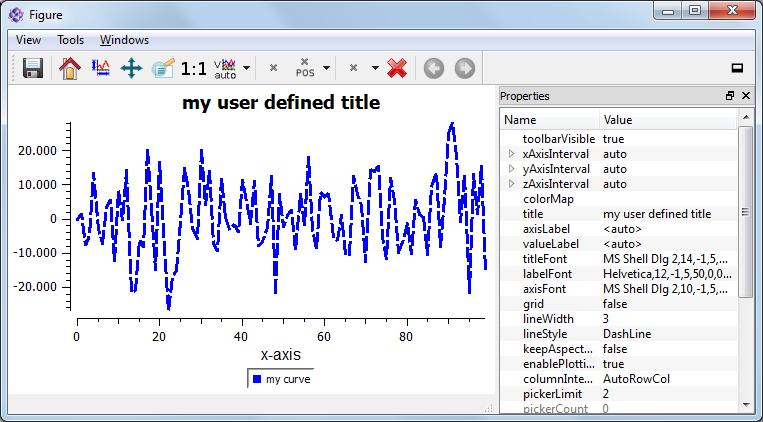 Figure
View Tools Windows
1:1 auto POS
my user defined title
20.000
10.000
0
-10.000
-20.000
0 20 40 60 80
x-axis
my curve
Properties
Name Value
toolbarVisible true
xAxisInterval auto
yAxisInterval auto
zAxisInterval auto
colorMap
title my user defined title
axisLabel <auto>
valueLabel <auto>
titleFont MS Shell Dlg 2,14,-1,5,...
labelFont Helvetica,12,-1,5,50,0,0...
axisFont MS Shell Dlg 2,10,-1,5,...
grid false
lineWidth 3
lineStyle DashLine
keepAspect... false
enablePlotti... true
columnInte... AutoRowCol
pickerLimit 2
pickerCount 0